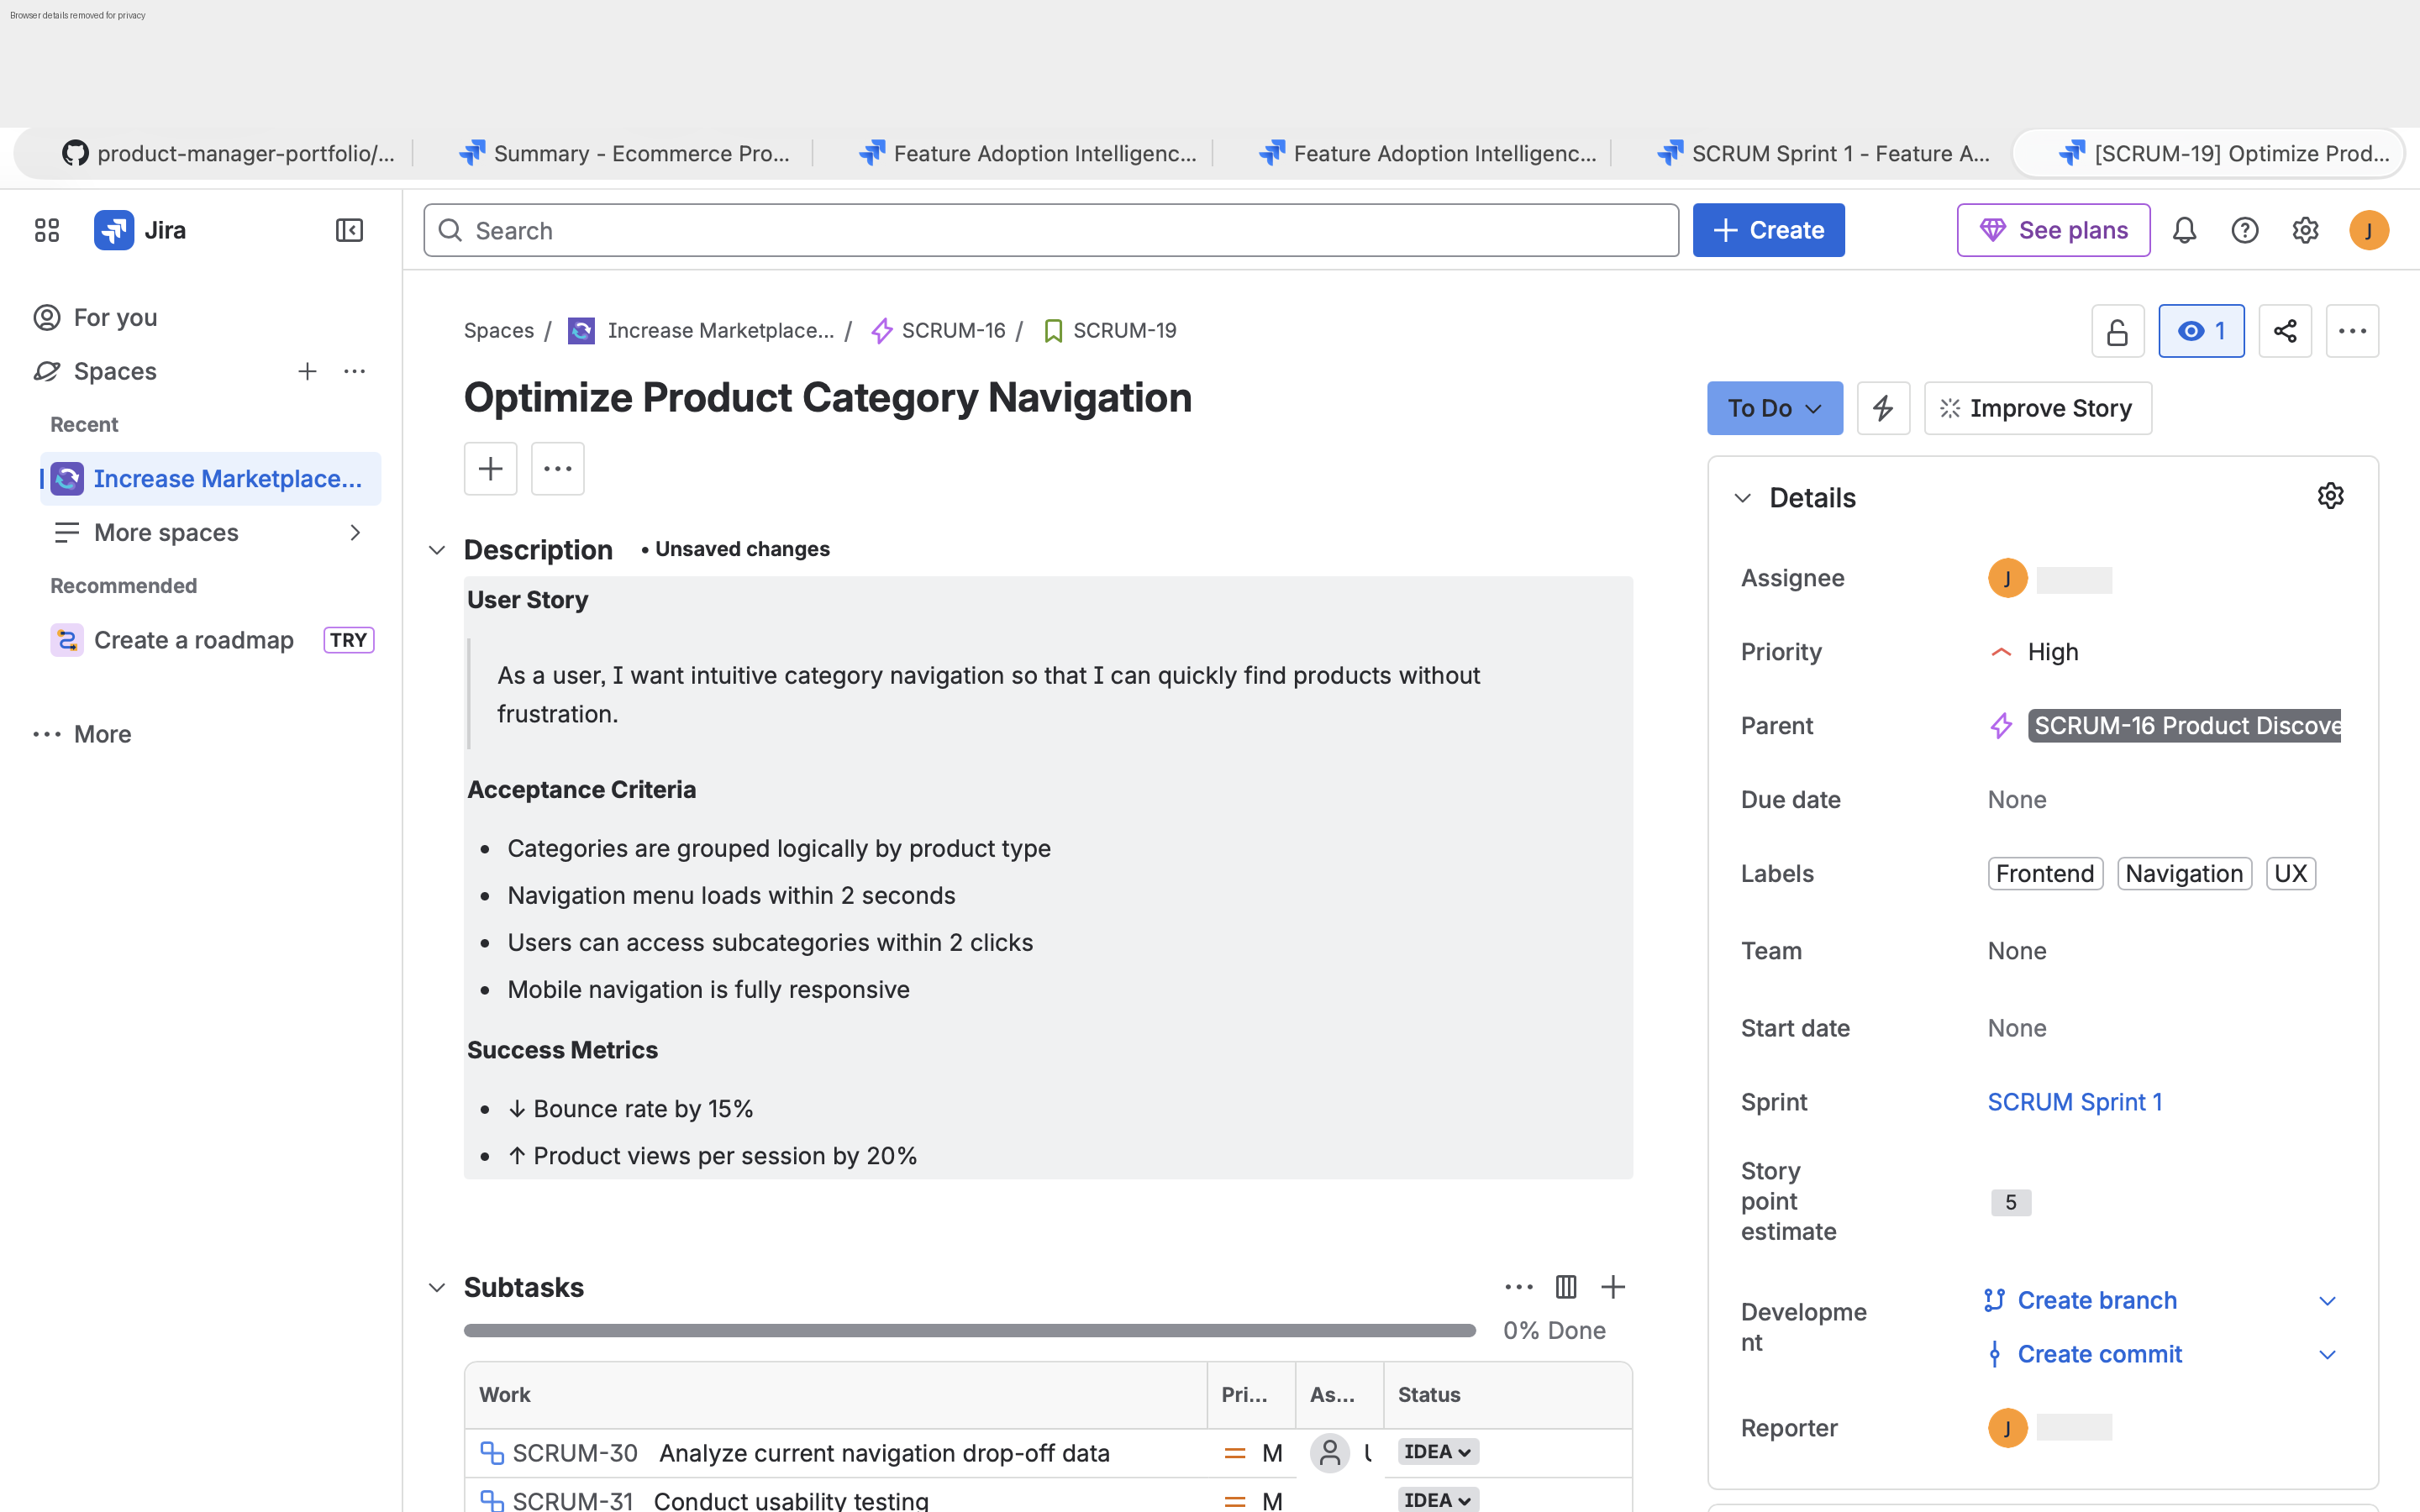 Browser details removed for privacy
product-manager-portfolio/...
Summary - Ecommerce Pro...
Feature Adoption Intelligenc...
Feature Adoption Intelligenc...
SCRUM Sprint 1 - Feature A...
[SCRUM-19] Optimize Prod...
Jira
Search
Create
See plans
J
For you
Spaces
Recent
Increase Marketplace...
More spaces
Recommended
Create a roadmap TRY
More
Spaces / Increase Marketplace... / SCRUM-16 / SCRUM-19
1
Optimize Product Category Navigation
Description • Unsaved changes
User Story
As a user, I want intuitive category navigation so that I can quickly find products without
frustration.
Acceptance Criteria
• Categories are grouped logically by product type
• Navigation menu loads within 2 seconds
• Users can access subcategories within 2 clicks
• Mobile navigation is fully responsive
Success Metrics
• ↓ Bounce rate by 15%
• ↑ Product views per session by 20%
Subtasks
0% Done
Work Pri... As... Status
SCRUM-30 Analyze current navigation drop-off data M IDEA
SCRUM-31 Conduct usability testing M IDEA
To Do
Improve Story
Details
Assignee J
Priority High
Parent SCRUM-16 Product Discove
Due date None
Labels Frontend Navigation UX
Team None
Start date None
Sprint SCRUM Sprint 1
Story
point
estimate
5
Developme
nt
Create branch
Create commit
Reporter J